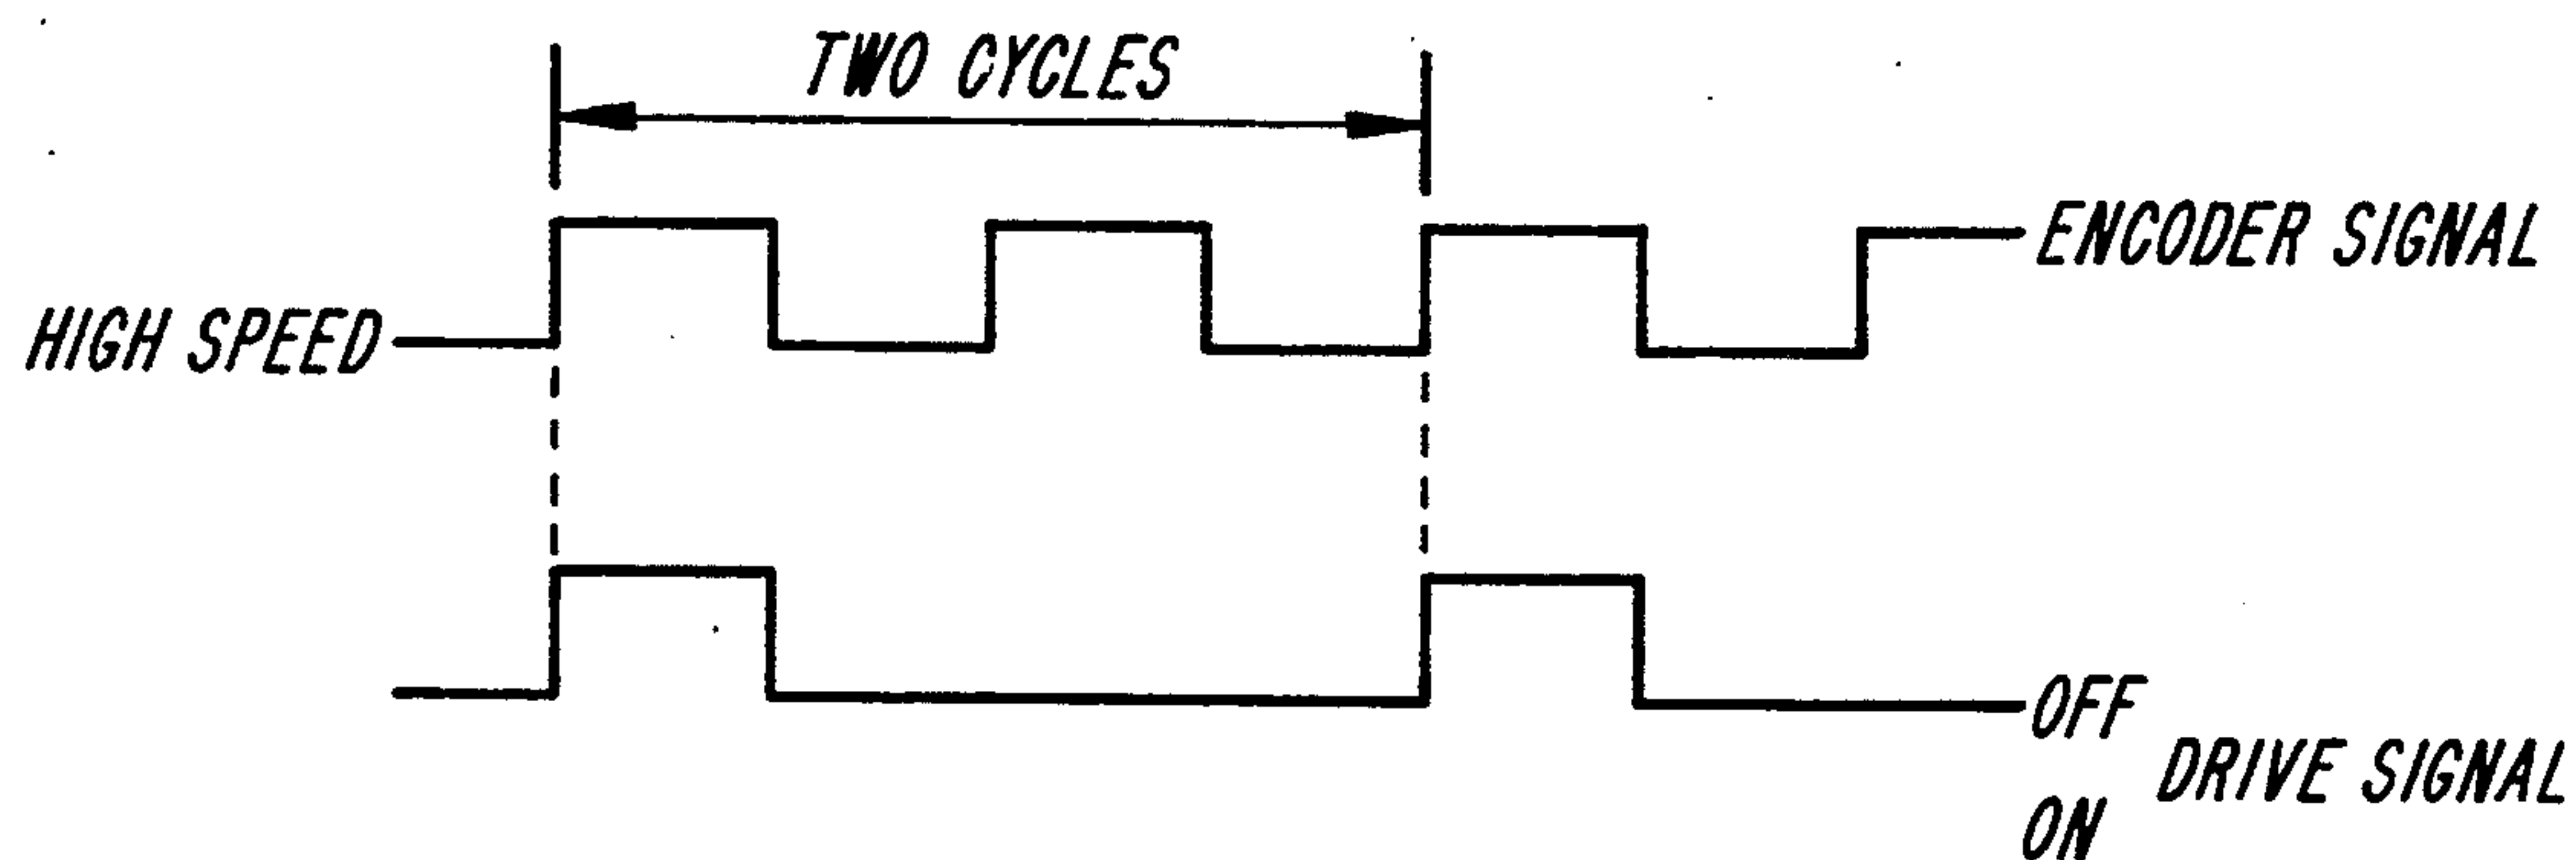 TWO CYCLES
ENCODER SIGNAL
HIGH SPEED
OFF
DRIVE SIGNAL
ON